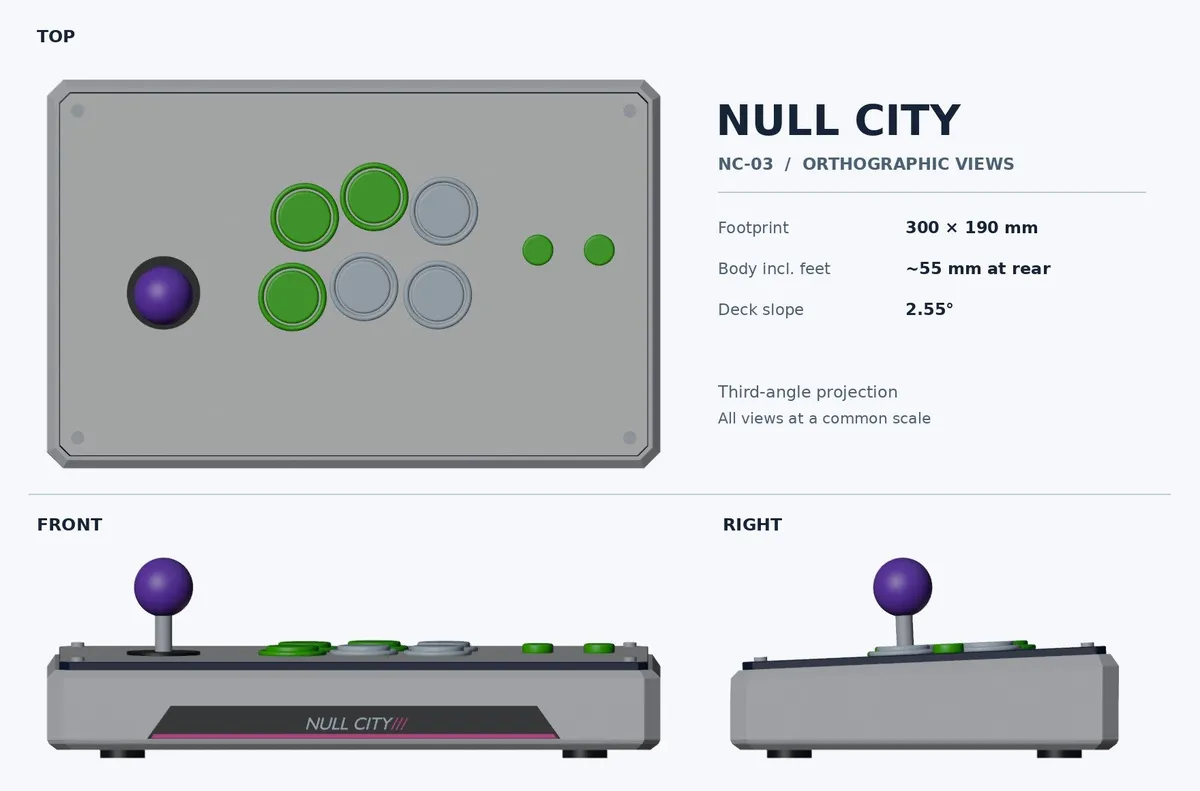 TOP
NULL CITY
NC-03 / ORTHOGRAPHIC VIEWS
Footprint 300 × 190 mm
Body incl. feet ~55 mm at rear
Deck slope 2.55°
Third-angle projection
All views at a common scale
FRONT
RIGHT
NULL CITY///